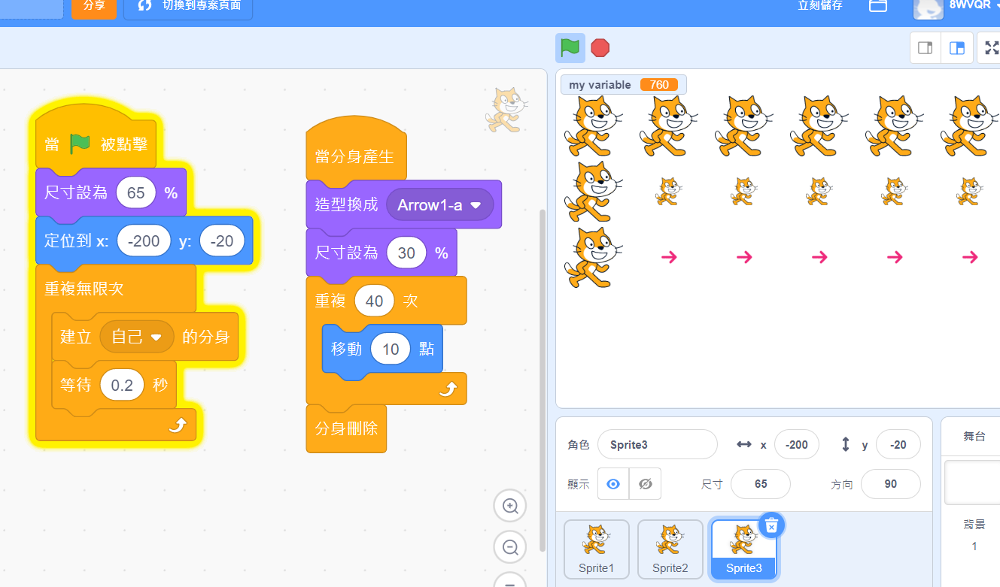 分享
切換到專案頁面
立刻儲存
8WVQR
當 被點擊
尺寸設為 65 %
定位到 x: -200 y: -20
重複無限次
建立 自己 的分身
等待 0.2 秒
當分身產生
造型換成 Arrow1-a
尺寸設為 30 %
重複 40 次
移動 10 點
分身刪除
my variable 760
角色 Sprite3 x -200 y -20
顯示 尺寸 65 方向 90
Sprite1
Sprite2
Sprite3
舞台
背景
1